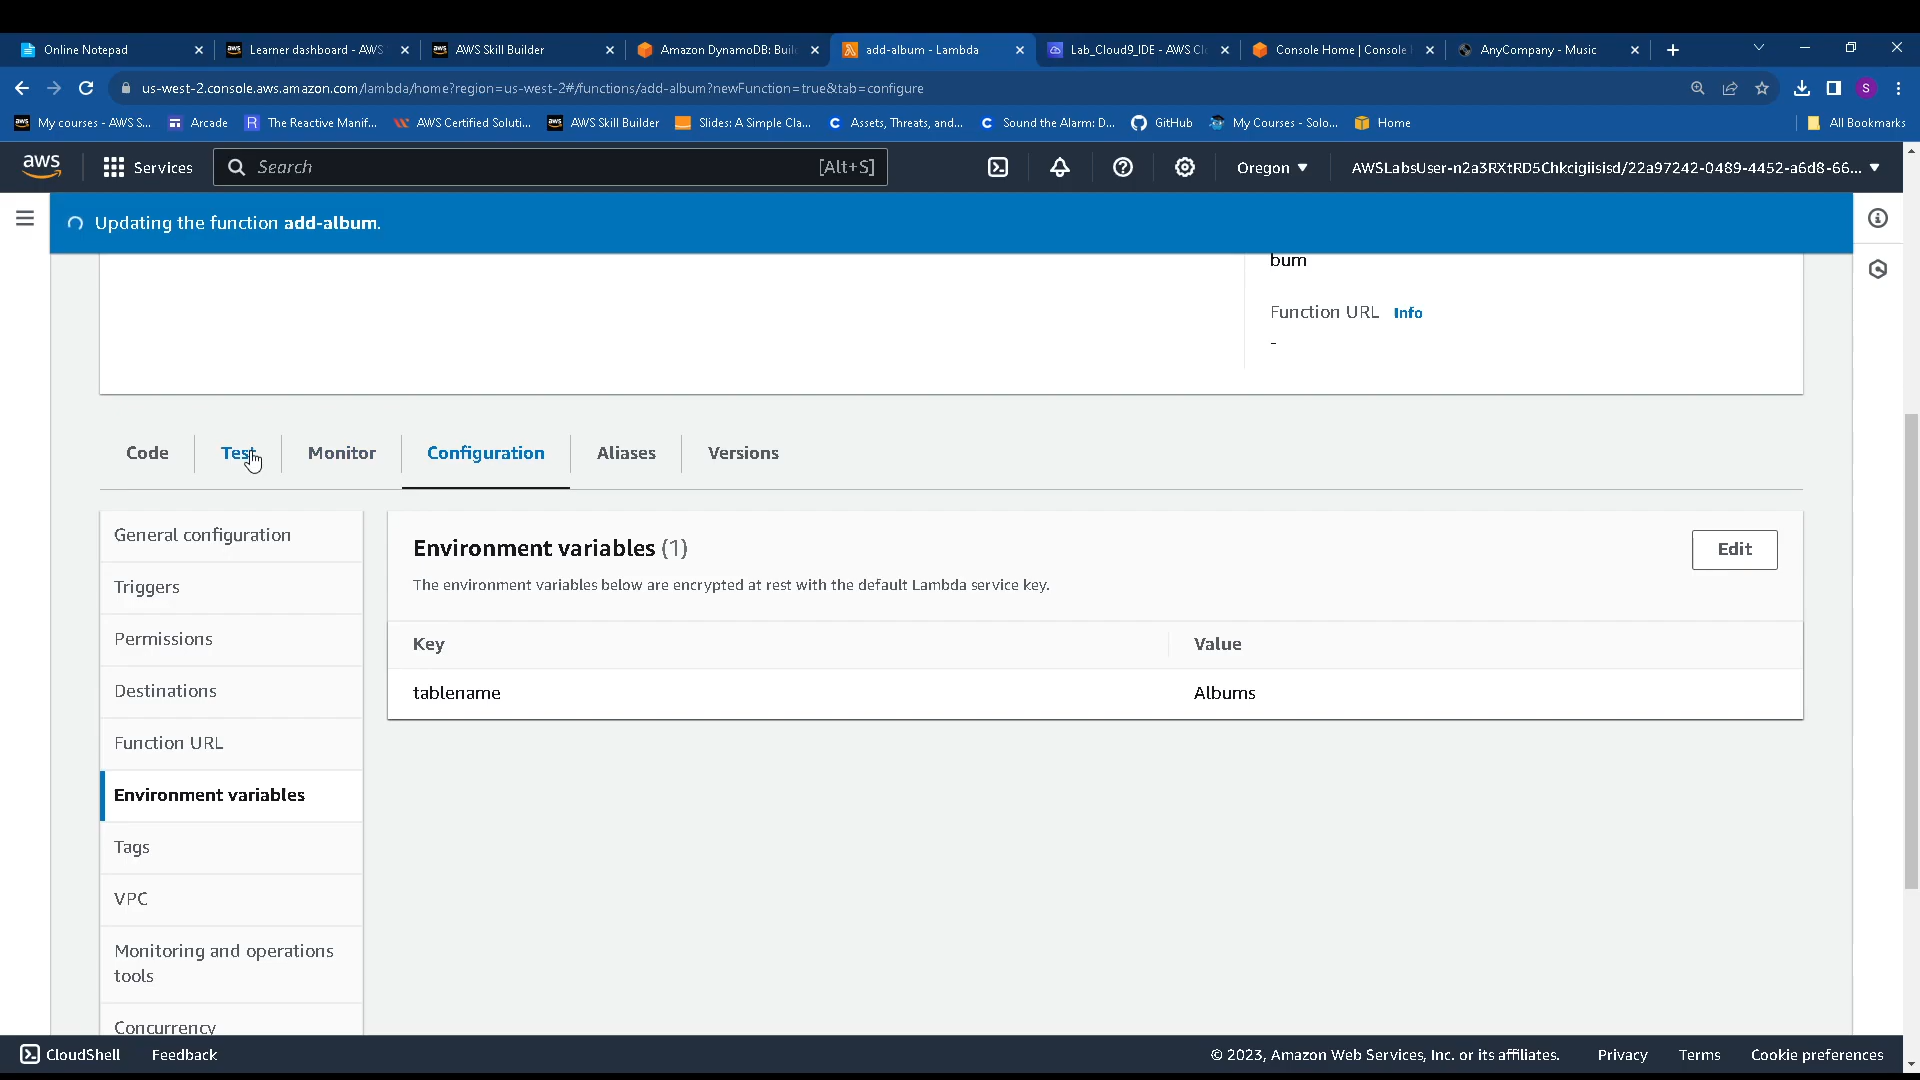 Online Notepad
Learner dashboard - AWS
AWS Skill Builder
Amazon DynamoDB: Buil
add-album - Lambda
Lab_Cloud9_IDE - AWS Cl
Console Home | Console
AnyCompany - Music
us-west-2.console.aws.amazon.com/lambda/home?region=us-west-2#/functions/add-album?newFunction=true&tab=configure
S
My courses - AWS S...
Arcade
The Reactive Manif...
AWS Certified Soluti...
AWS Skill Builder
Slides: A Simple Cla...
Assets, Threats, and...
Sound the Alarm: D...
GitHub
My Courses - Solo...
Home
All Bookmarks
aws
Services
Search
[Alt+S]
Oregon
AWSLabsUser-n2a3RXtRD5Chkcigiisisd/22a97242-0489-4452-a6d8-66...
Updating the function add-album.
bum
Function URL Info
-
Code
Test
Monitor
Configuration
Aliases
Versions
General configuration
Triggers
Permissions
Destinations
Function URL
Environment variables
Tags
VPC
Monitoring and operations
tools
Concurrency
Environment variables (1)
Edit
The environment variables below are encrypted at rest with the default Lambda service key.
Key
Value
tablename
Albums
CloudShell
Feedback
© 2023, Amazon Web Services, Inc. or its affiliates.
Privacy
Terms
Cookie preferences